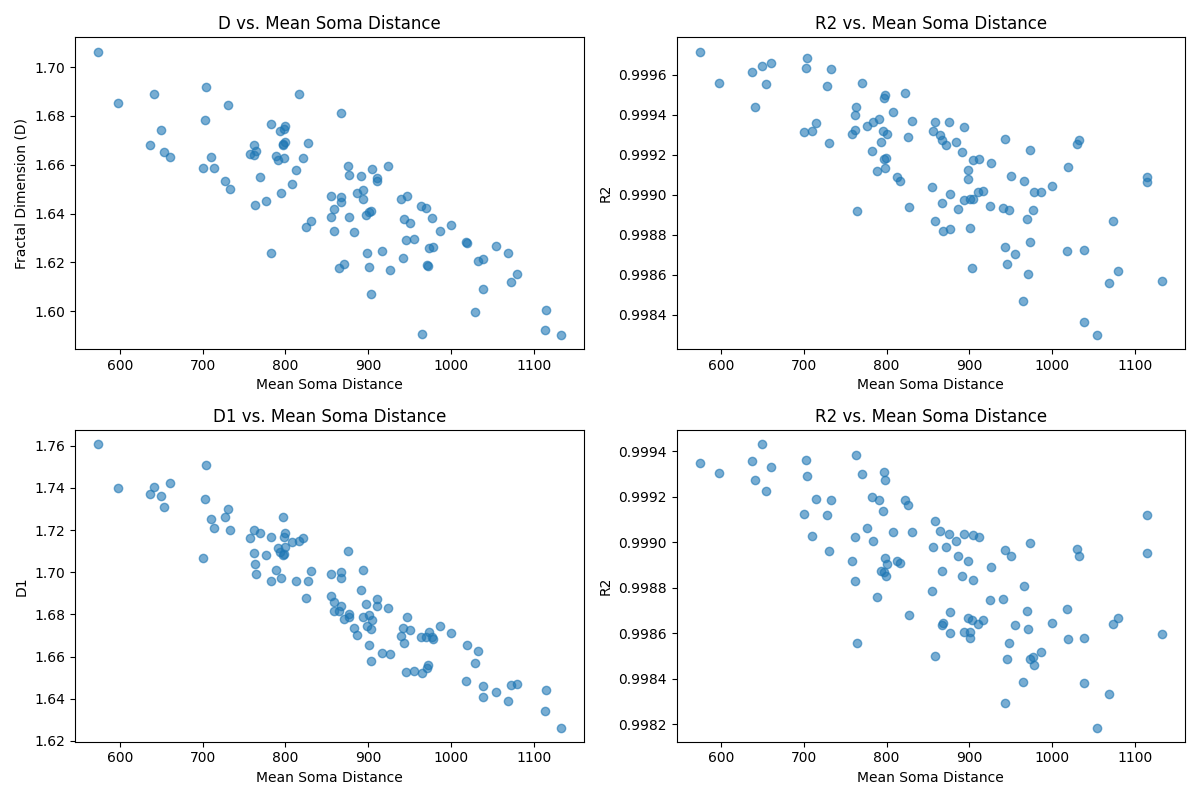 D vs. Mean Soma Distance
1.70
1.68
1.66
1.64
1.62
1.60
Fractal Dimension (D)
600 700 800 900 1000 1100
Mean Soma Distance
R2 vs. Mean Soma Distance
0.9996
0.9994
0.9992
0.9990
0.9988
0.9986
0.9984
R2
600 700 800 900 1000 1100
Mean Soma Distance
D1 vs. Mean Soma Distance
1.76
1.74
1.72
1.70
1.68
1.66
1.64
1.62
D1
600 700 800 900 1000 1100
Mean Soma Distance
R2 vs. Mean Soma Distance
0.9994
0.9992
0.9990
0.9988
0.9986
0.9984
0.9982
R2
600 700 800 900 1000 1100
Mean Soma Distance